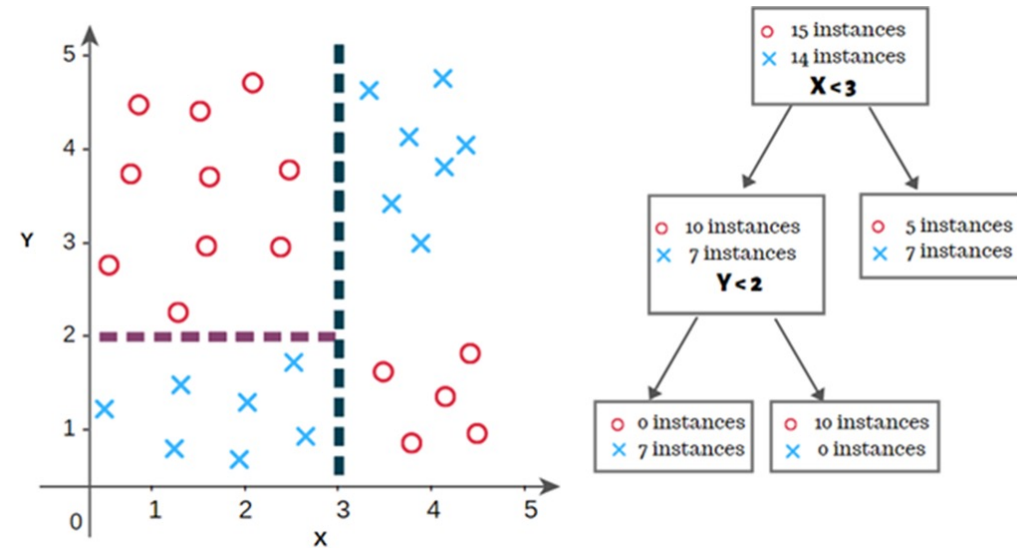 5
4
3
Y
2
1
0
1
2
3
4
5
X
15 instances
14 instances
X < 3
10 instances
7 instances
Y < 2
5 instances
7 instances
0 instances
7 instances
10 instances
0 instances